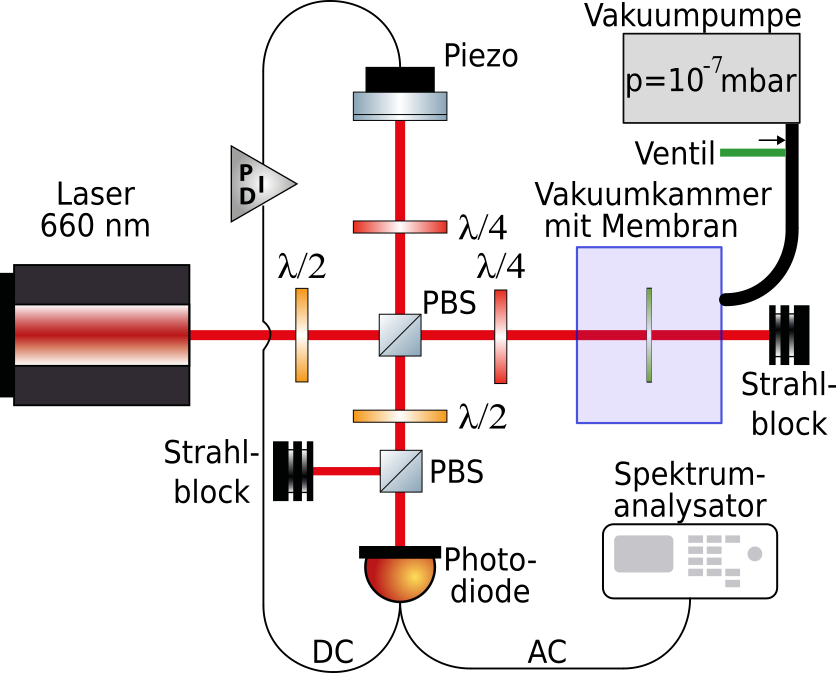 Vakuumpumpe
p=10⁻⁷mbar
Piezo
Ventil
P
I
D
Laser
660 nm
Vakuumkammer
mit Membran
λ/4
λ/2
λ/4
PBS
Strahl-
block
λ/2
Strahl-
block
PBS
Spektrum-
analysator
Photo-
diode
DC
AC